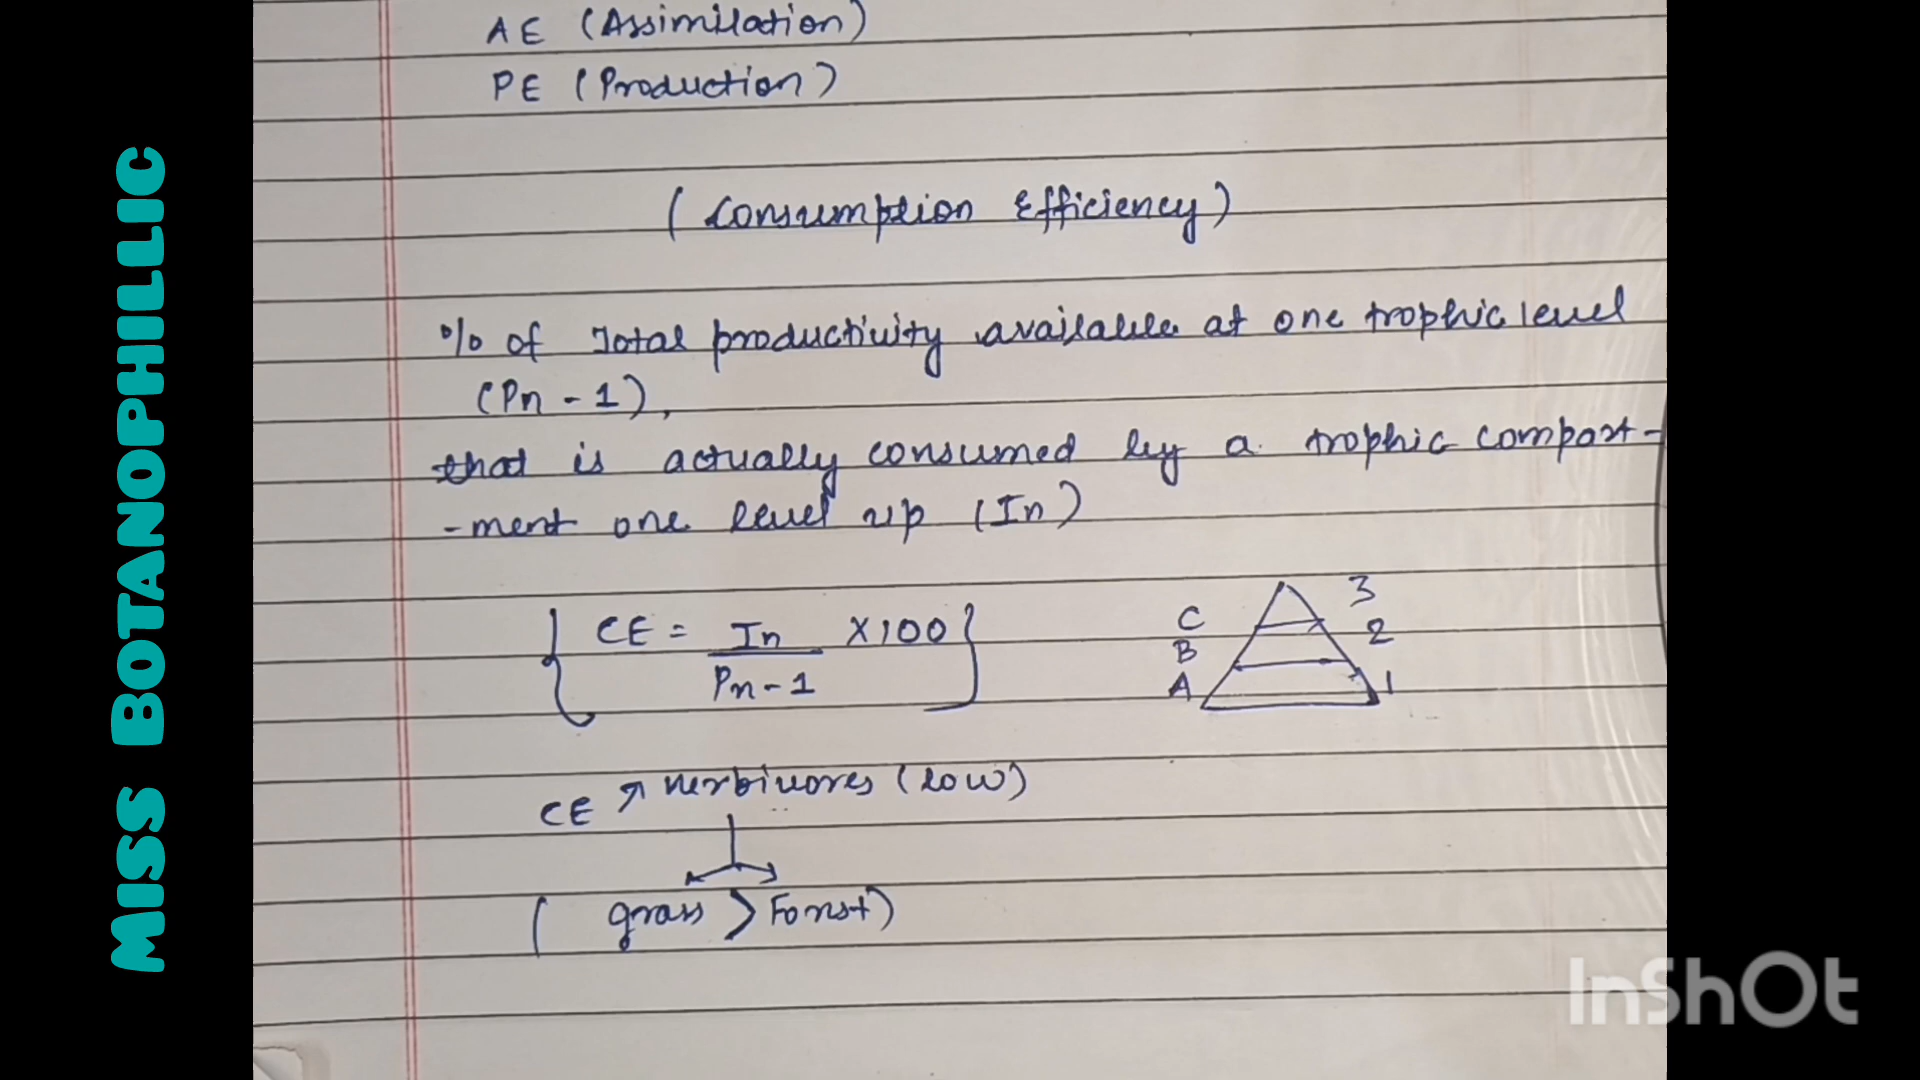 MISS BOTANOPHILLIC
AE (Assimilation)
PE (Production)
(Consumption Efficiency)
% of Total productivity available at one trophic level
(Pn-1),
that is actually consumed by a trophic compart-
-ment one level up (In)
CE = In/Pn-1 X100
C 3
B 2
A 1
CE ↗ Herbivores (low)
(grass > Forest)
InShOt